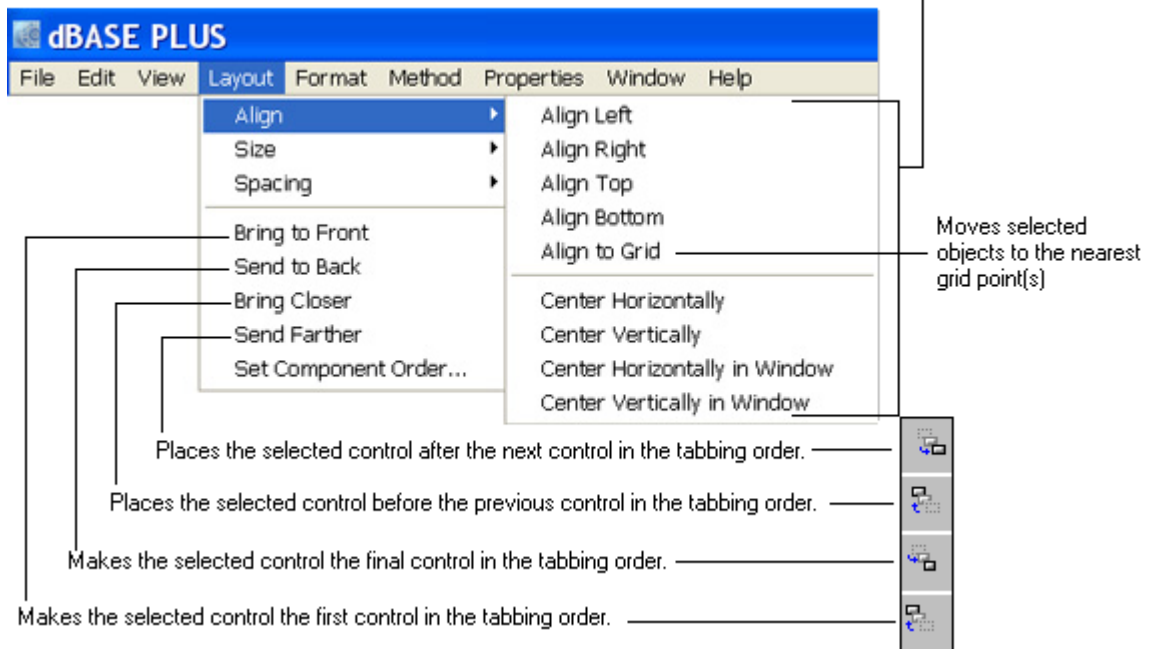 dBASE PLUS
File Edit View Layout Format Method Properties Window Help
Align
Size
Spacing
Bring to Front
Send to Back
Bring Closer
Send Farther
Set Component Order...
Align Left
Align Right
Align Top
Align Bottom
Align to Grid
Center Horizontally
Center Vertically
Center Horizontally in Window
Center Vertically in Window
Moves selected
objects to the nearest
grid point(s)
Places the selected control after the next control in the tabbing order.
Places the selected control before the previous control in the tabbing order.
Makes the selected control the final control in the tabbing order.
Makes the selected control the first control in the tabbing order.